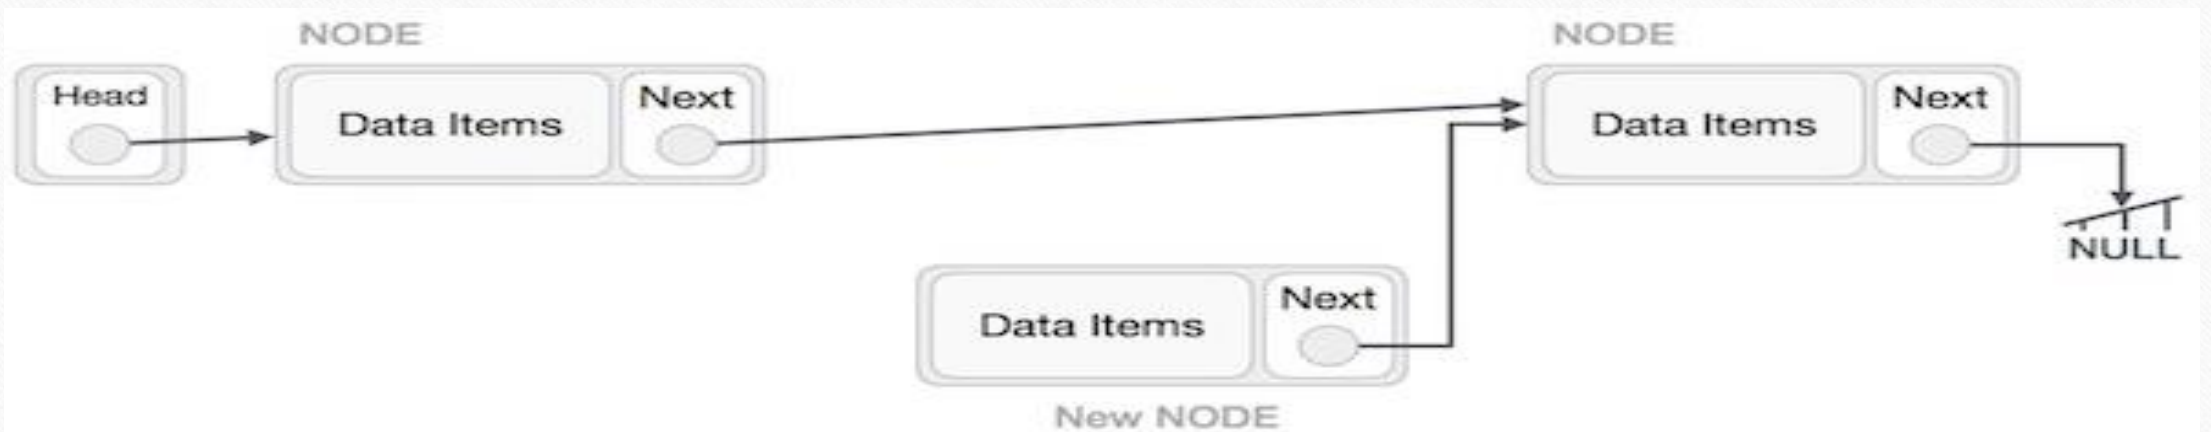 NODE
Head
Data Items
Next
NODE
Data Items
Next
NULL
Data Items
Next
New NODE